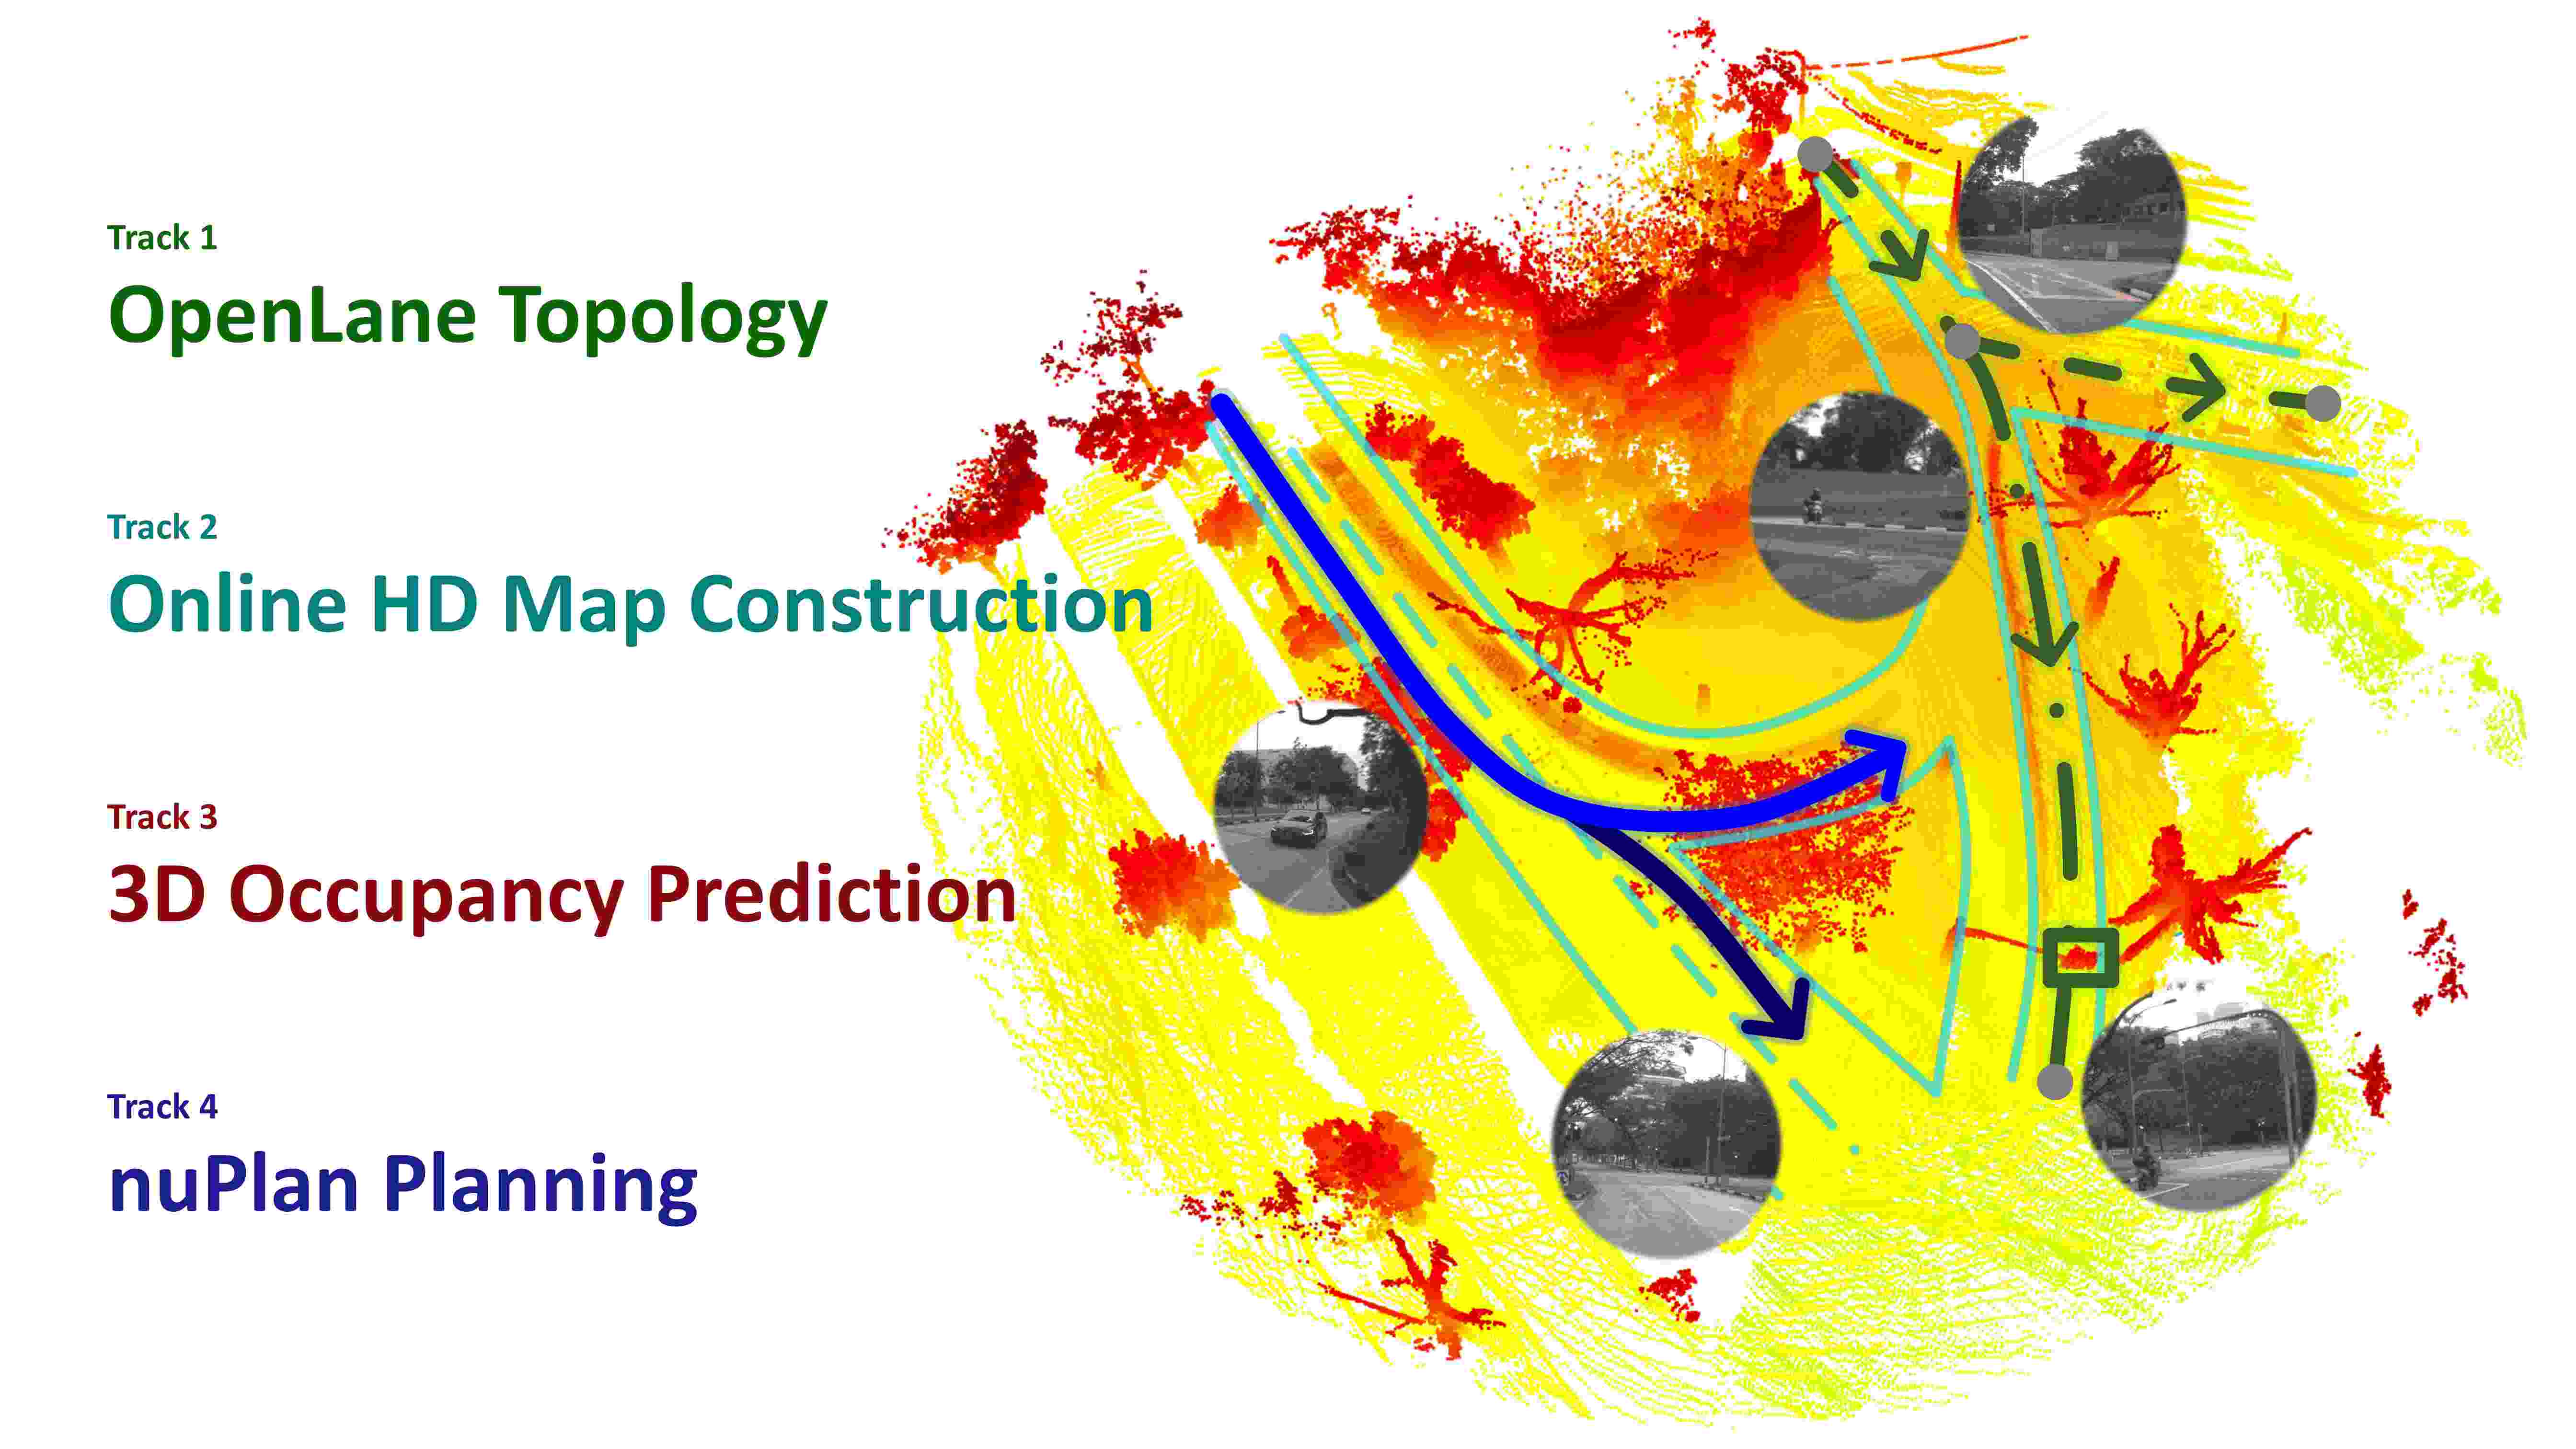 Track 1
OpenLane Topology
Track 2
Online HD Map Construction
Track 3
3D Occupancy Prediction
Track 4
nuPlan Planning